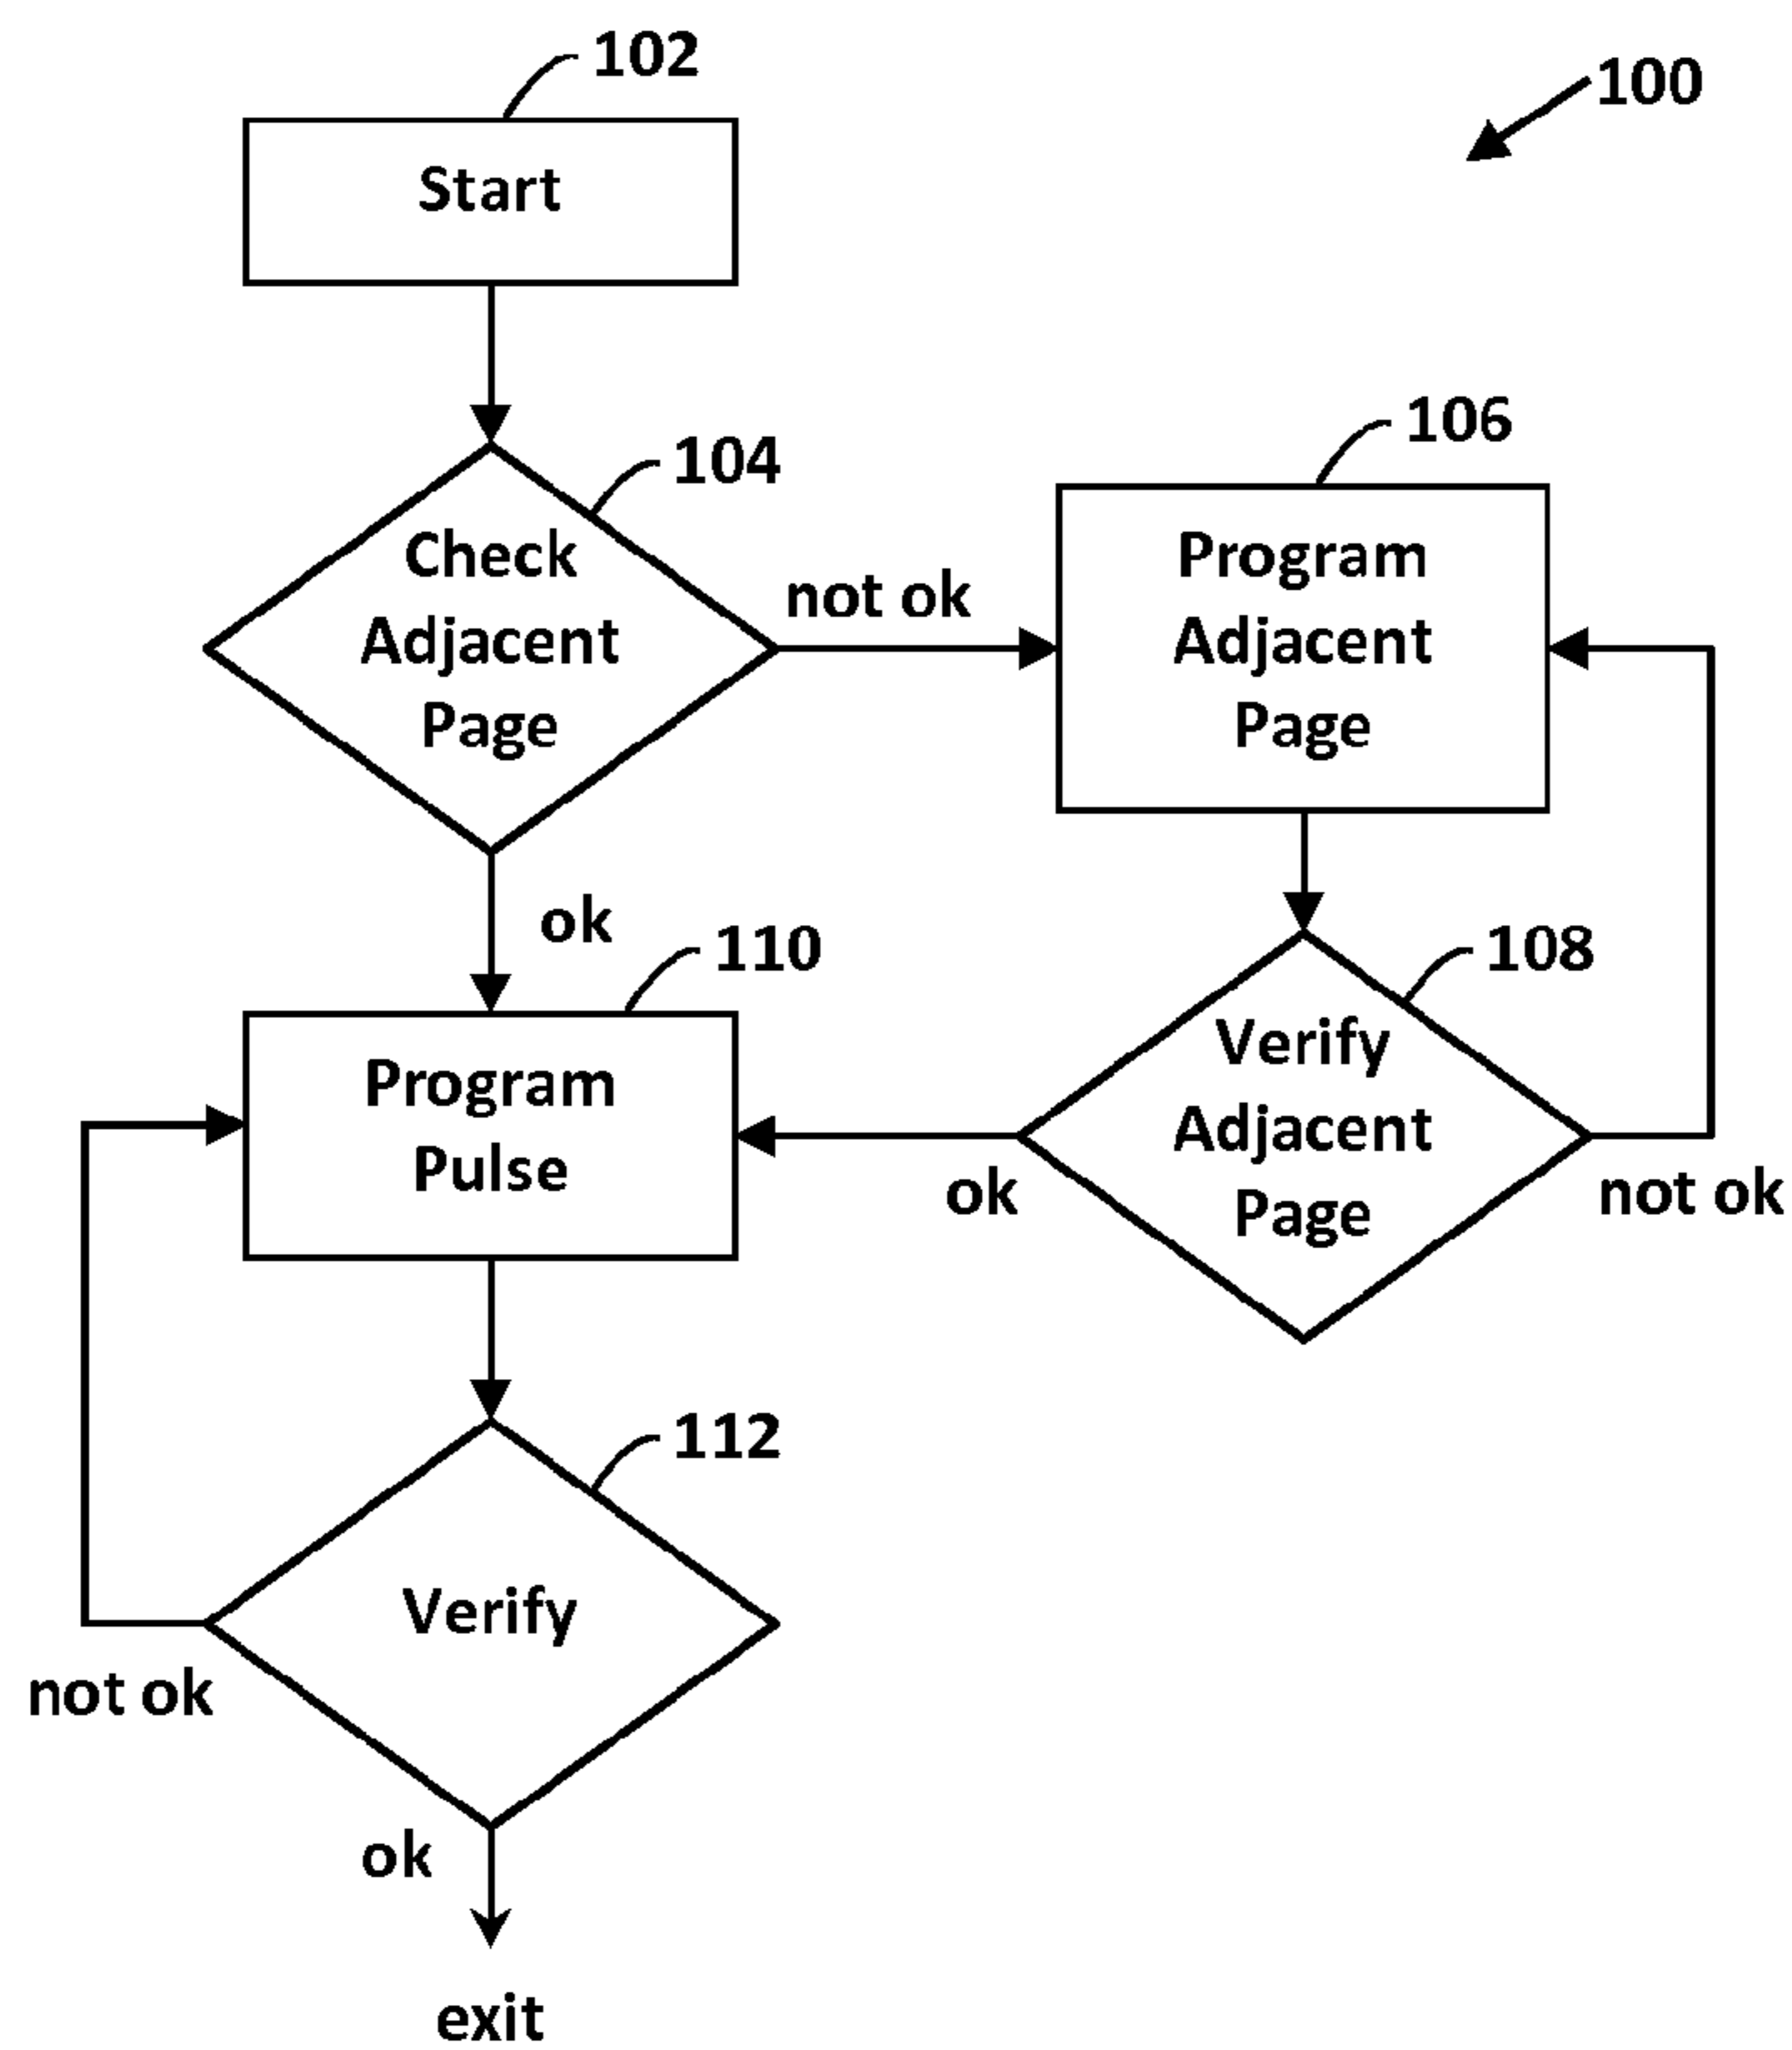 102
100
Start
104
Check
Adjacent
Page
not ok
106
Program
Adjacent
Page
ok
110
Program
Pulse
108
Verify
Adjacent
Page
ok
not ok
112
Verify
not ok
ok
exit